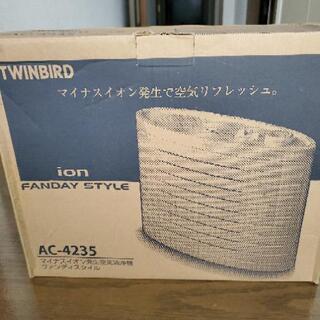 TWINBIRD
マイナスイオン発生で空気リフレッシュ。
ion
FANDAY STYLE
AC-4235
マイナスイオン発生空気清浄機
ファンディスタイル